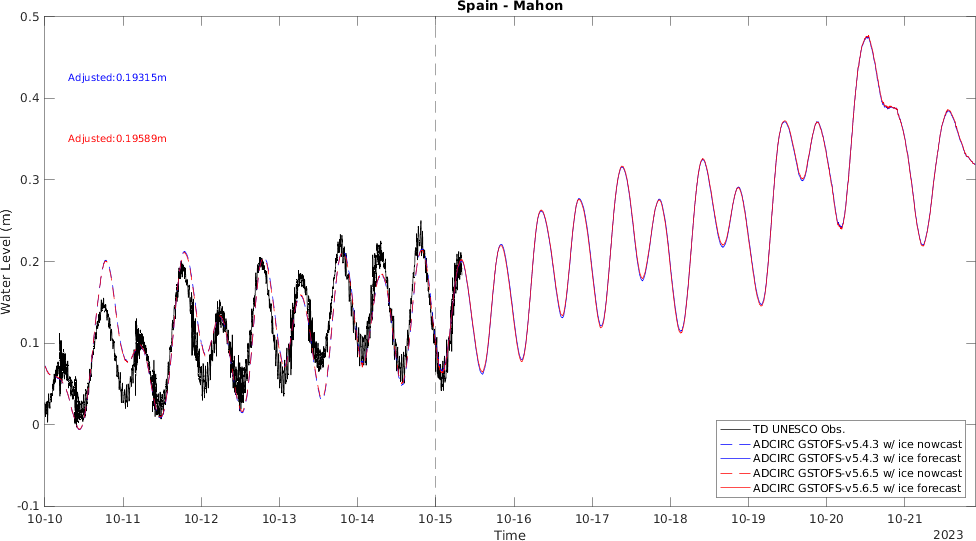 Spain - Mahon
0.5
0.4
0.3
0.2
0.1
0
-0.1
Water Level (m)
Adjusted:0.19315m
Adjusted:0.19589m
TD UNESCO Obs.
ADCIRC GSTOFS-v5.4.3 w/ ice nowcast
ADCIRC GSTOFS-v5.4.3 w/ ice forecast
ADCIRC GSTOFS-v5.6.5 w/ ice nowcast
ADCIRC GSTOFS-v5.6.5 w/ ice forecast
10-10 10-11 10-12 10-13 10-14 10-15 10-16 10-17 10-18 10-19 10-20 10-21
Time
2023